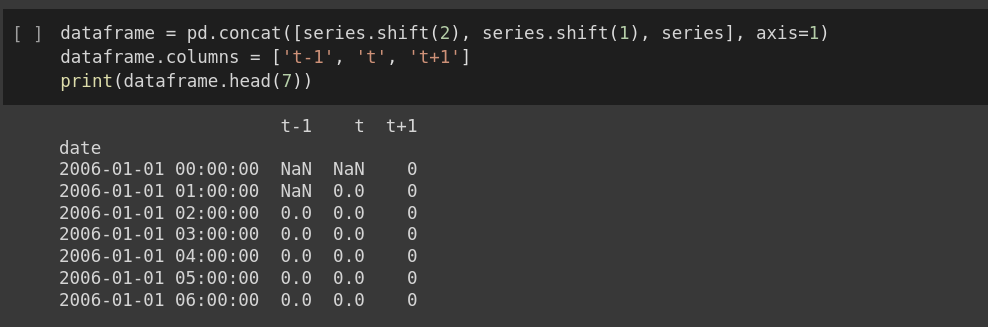 [ ] dataframe = pd.concat([series.shift(2), series.shift(1), series], axis=1)
dataframe.columns = ['t-1', 't', 't+1']
print(dataframe.head(7))
t-1 t t+1
date
2006-01-01 00:00:00 NaN NaN 0
2006-01-01 01:00:00 NaN 0.0 0
2006-01-01 02:00:00 0.0 0.0 0
2006-01-01 03:00:00 0.0 0.0 0
2006-01-01 04:00:00 0.0 0.0 0
2006-01-01 05:00:00 0.0 0.0 0
2006-01-01 06:00:00 0.0 0.0 0